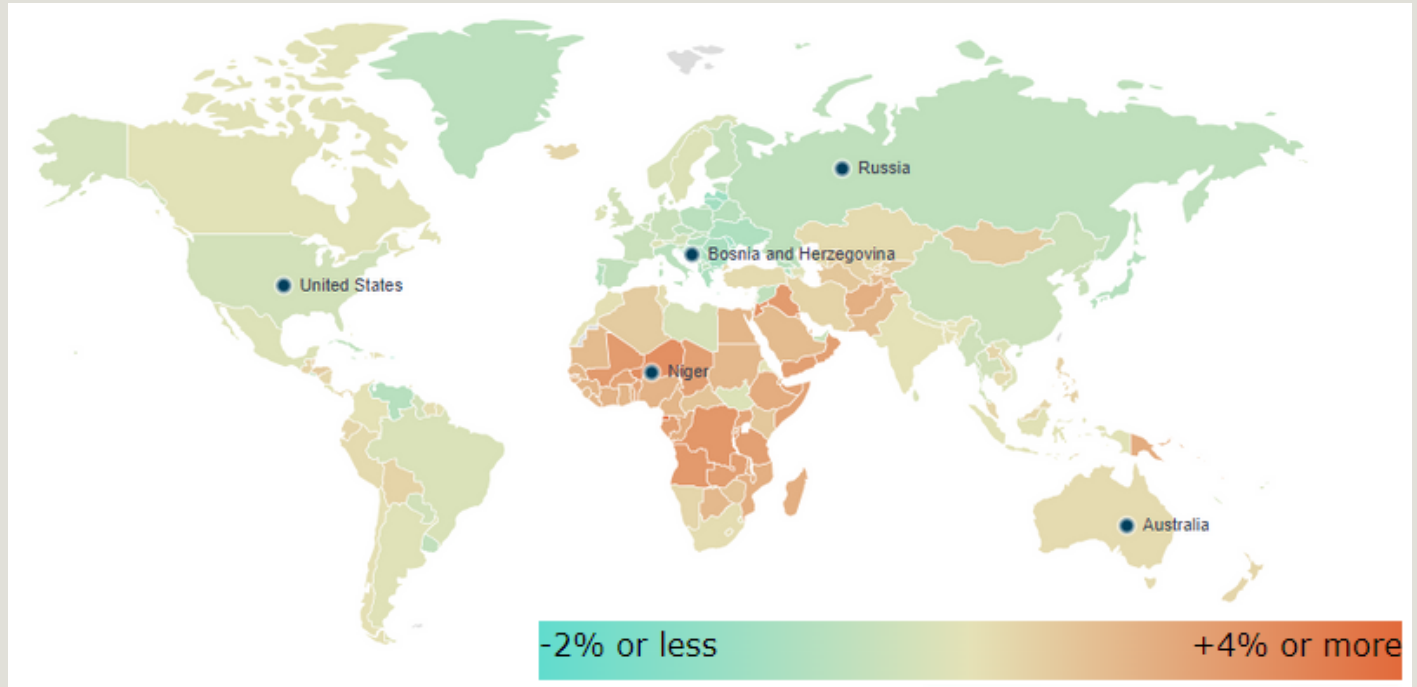 Russia
Bosnia and Herzegovina
United States
Niger
Australia
-2% or less
+4% or more